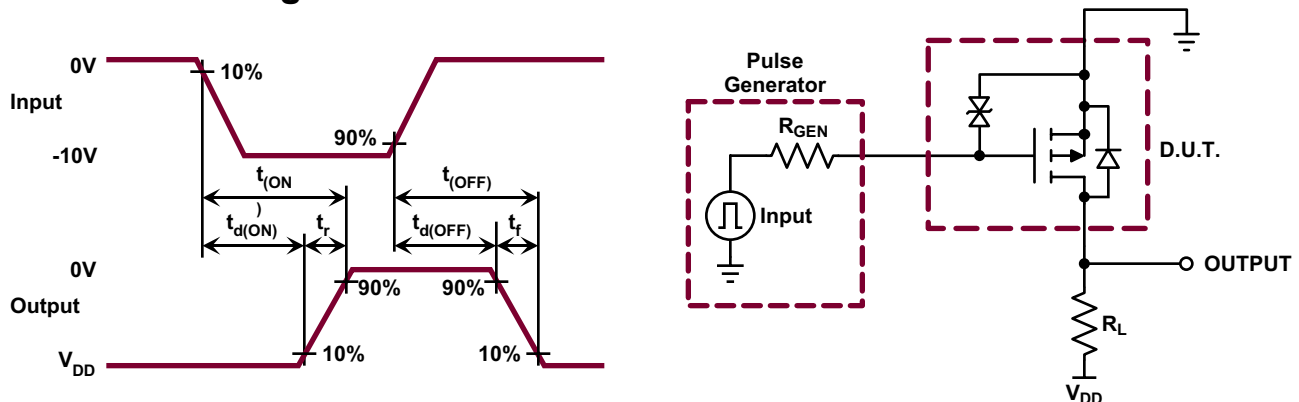 0V
10%
Input
90%
-10V
t(ON
)
t(OFF)
td(ON)
tr
td(OFF)
tf
0V
90%
90%
Output
10%
10%
VDD
Pulse
Generator
RGEN
Input
D.U.T.
OUTPUT
RL
VDD